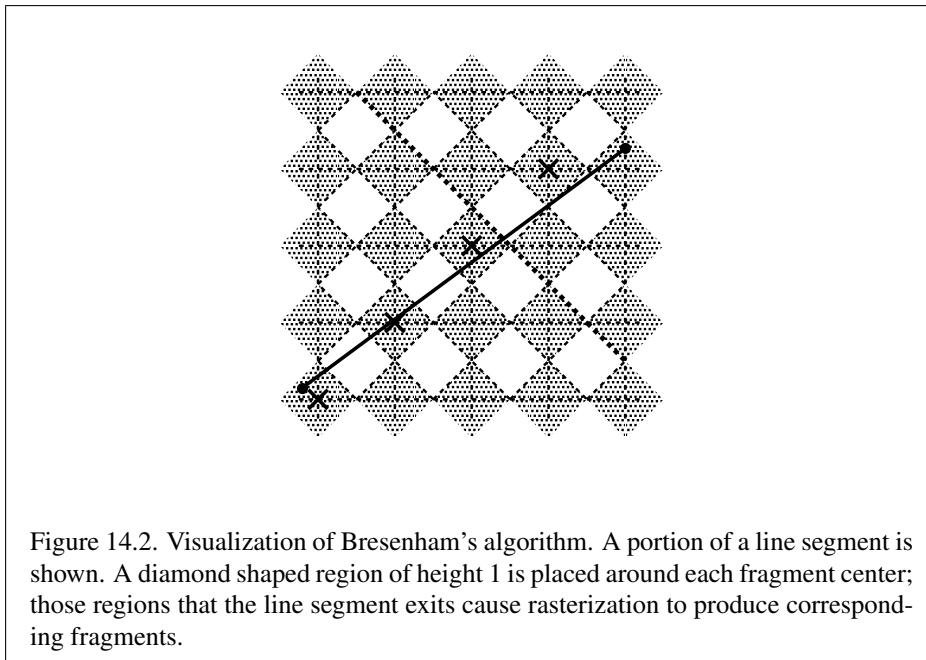 Figure 14.2. Visualization of Bresenham's algorithm. A portion of a line segment is
shown. A diamond shaped region of height 1 is placed around each fragment center;
those regions that the line segment exits cause rasterization to produce correspond-
ing fragments.